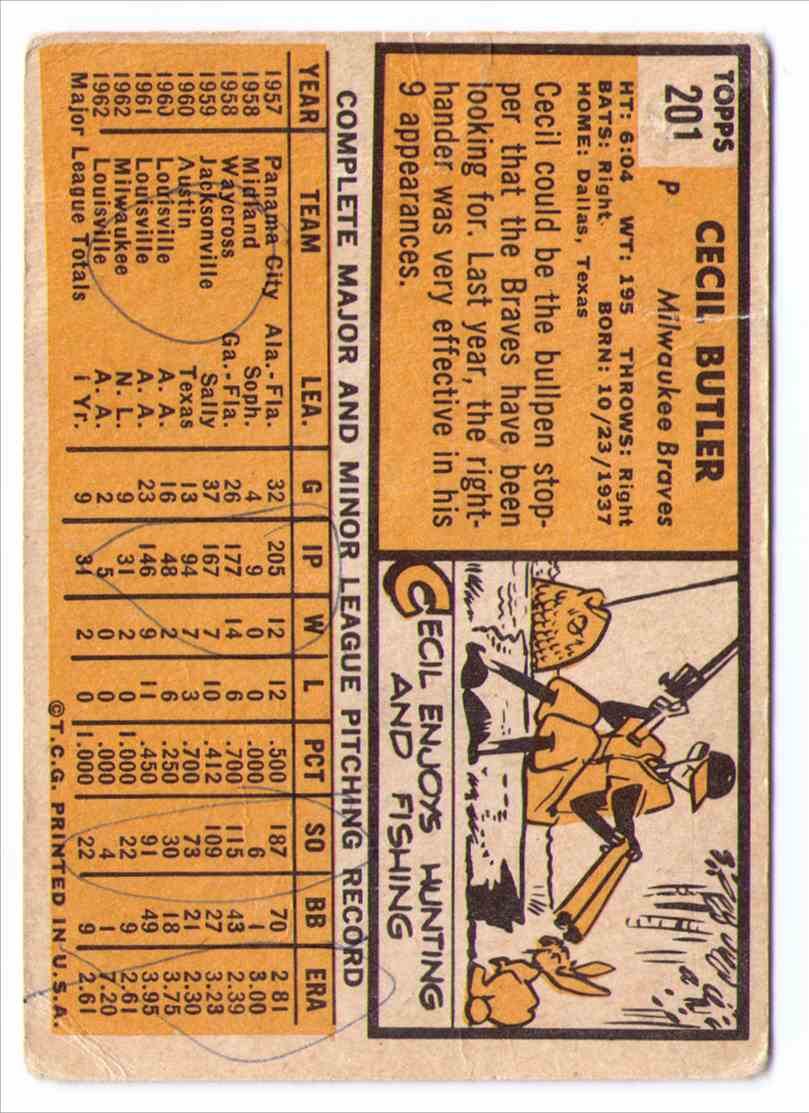 TOPPS
201
CECIL BUTLER
P Milwaukee Braves
HT: 6:04 WT: 195 THROWS: Right
BATS: Right BORN: 10/23/1937
HOME: Dallas, Texas
Cecil could be the bullpen stop-
per that the Braves have been
looking for. Last year, the right-
hander was very effective in his
9 appearances.
CECIL ENJOYS HUNTING
AND FISHING
COMPLETE MAJOR AND MINOR LEAGUE PITCHING RECORD
YEAR TEAM LEA. G IP W L PCT SO BB ERA
1957 Panama City Ala.-Fla. 32 205 12 12 .500 187 70 2.81
1958 Midland Soph. 4 9 0 0 .000 6 1 3.00
1958 Waycross Ga.-Fla. 26 177 14 6 .700 115 43 2.39
1959 Jacksonville Sally 37 167 7 10 .412 109 27 3.23
1960 Austin Texas 13 94 7 3 .700 73 21 2.30
1960 Louisville A. A. 16 48 2 6 .250 30 18 3.75
1961 Louisville A. A. 23 146 9 11 .450 91 49 3.95
1962 Milwaukee N. L. 9 31 2 0 1.000 22 9 2.61
1962 Louisville A. A. 2 5 0 0 .000 4 1 7.20
Major League Totals 1 Yr. 9 31 2 0 1.000 22 9 2.61
©T.C.G. PRINTED IN U.S.A.